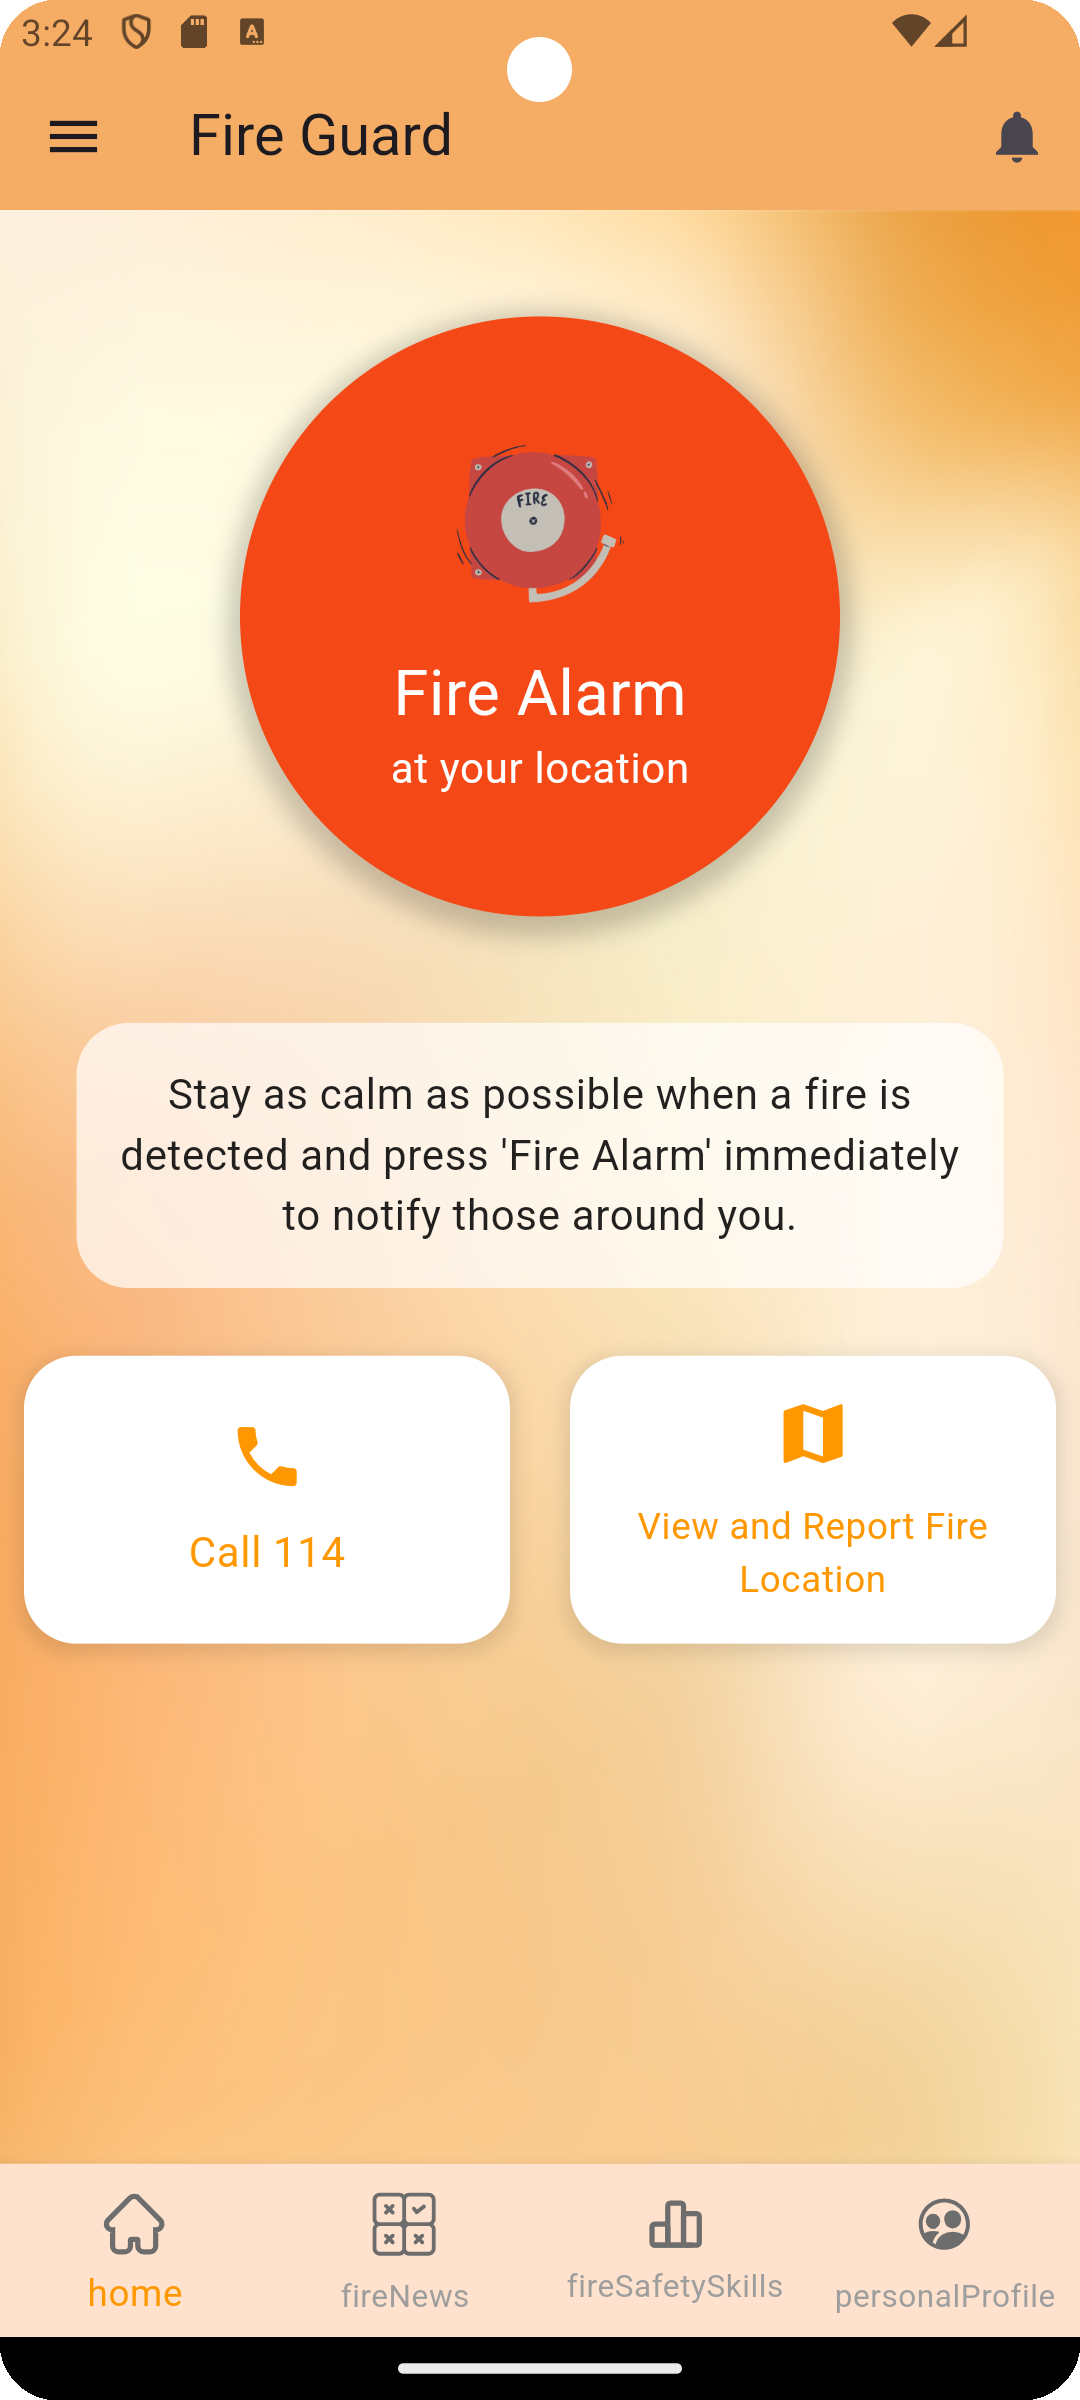 3:24
Fire Guard
FIRE
Fire Alarm
at your location
Stay as calm as possible when a fire is
detected and press 'Fire Alarm' immediately
to notify those around you.
Call 114
View and Report Fire
Location
home
fireNews
fireSafetySkills
personalProfile